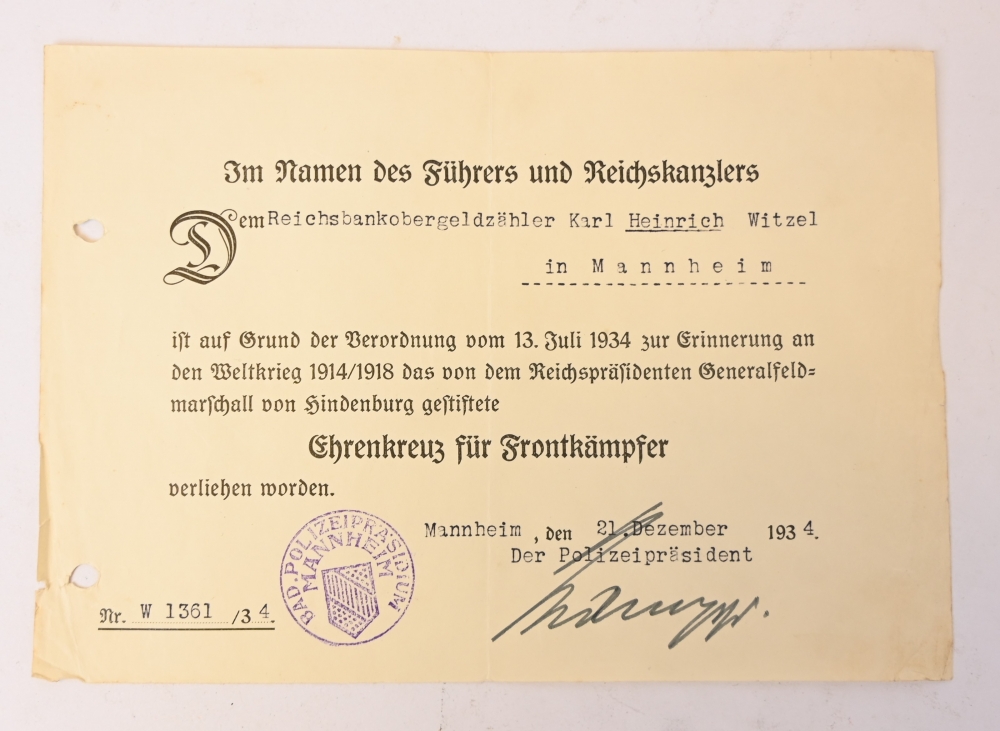 Im Namen des Führers und Reichskanzlers
Dem Reichsbankobergeldzähler Karl Heinrich Witzel
in Mannheim
ist auf Grund der Verordnung vom 13. Juli 1934 zur Erinnerung an
den Weltkrieg 1914/1918 das von dem Reichspräsidenten Generalfeld=
marschall von Hindenburg gestiftete
Ehrenkreuz für Frontkämpfer
verliehen worden.
Mannheim, den 21. Dezember 1934.
Der Polizeipräsident
BAD. POLIZEIPRÄSIDIUM
MANNHEIM
Nr. W 1361 /34.